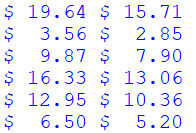 $ 19.64 $ 15.71
$ 3.56 $ 2.85
$ 9.87 $ 7.90
$ 16.33 $ 13.06
$ 12.95 $ 10.36
$ 6.50 $ 5.20